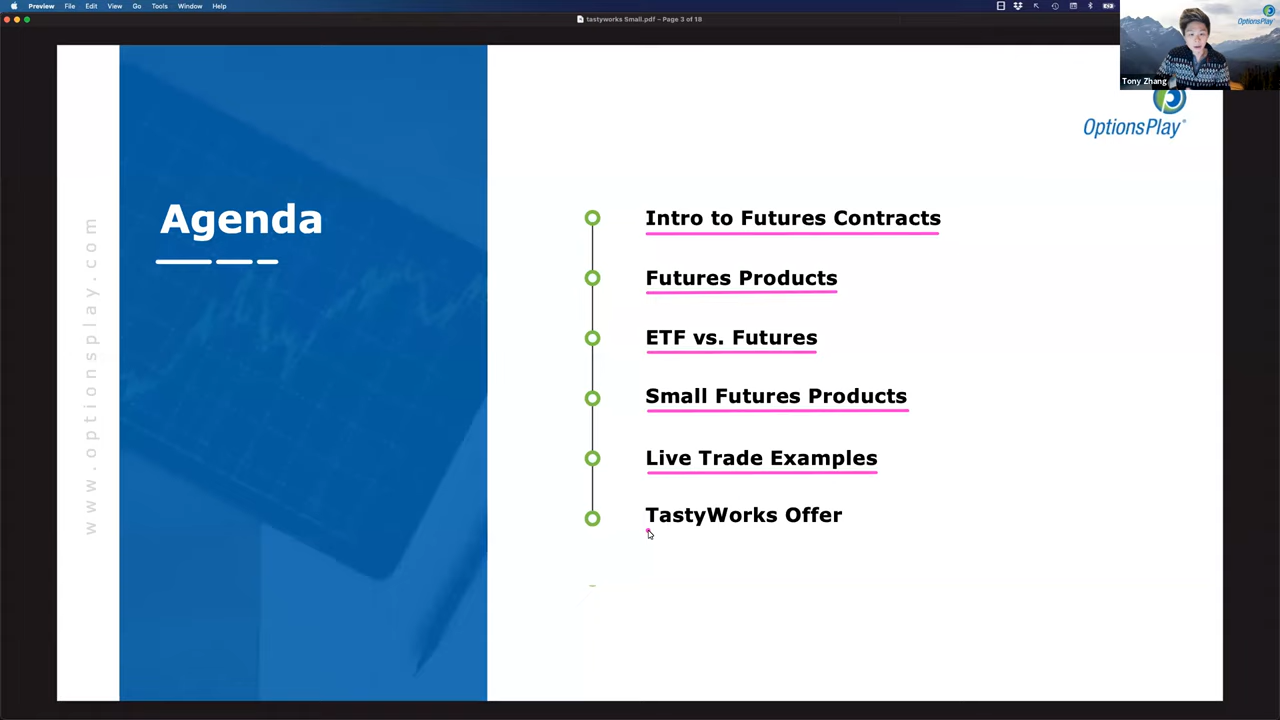 Preview File Edit View Go Tools Window Help
tastyworks Small.pdf – Page 3 of 18
OptionsPlay
Tony Zhang
OptionsPlay®
www.optionsplay.com
Agenda
Intro to Futures Contracts
Futures Products
ETF vs. Futures
Small Futures Products
Live Trade Examples
TastyWorks Offer